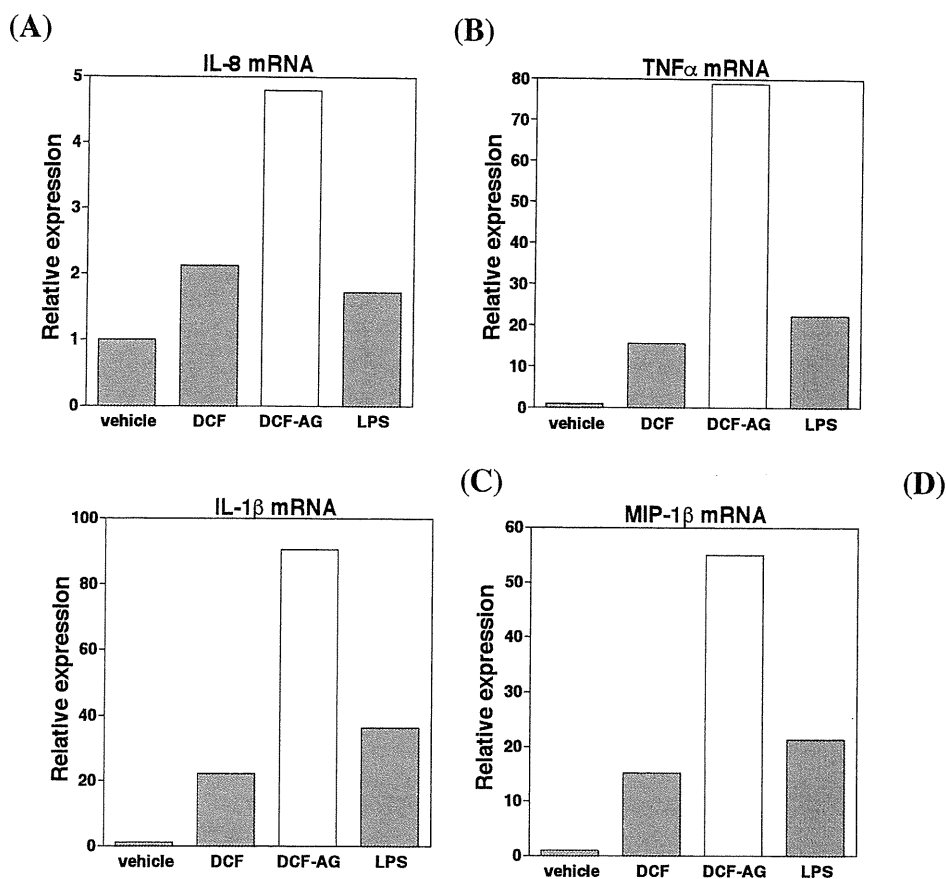 (A)
IL-8 mRNA
Relative expression
5
4
3
2
1
0
vehicle DCF DCF-AG LPS
(B)
TNFα mRNA
Relative expression
80
70
60
50
40
30
20
10
0
vehicle DCF DCF-AG LPS
IL-1β mRNA
Relative expression
100
80
60
40
20
0
vehicle DCF DCF-AG LPS
(C)
MIP-1β mRNA
Relative expression
60
50
40
30
20
10
0
vehicle DCF DCF-AG LPS
(D)